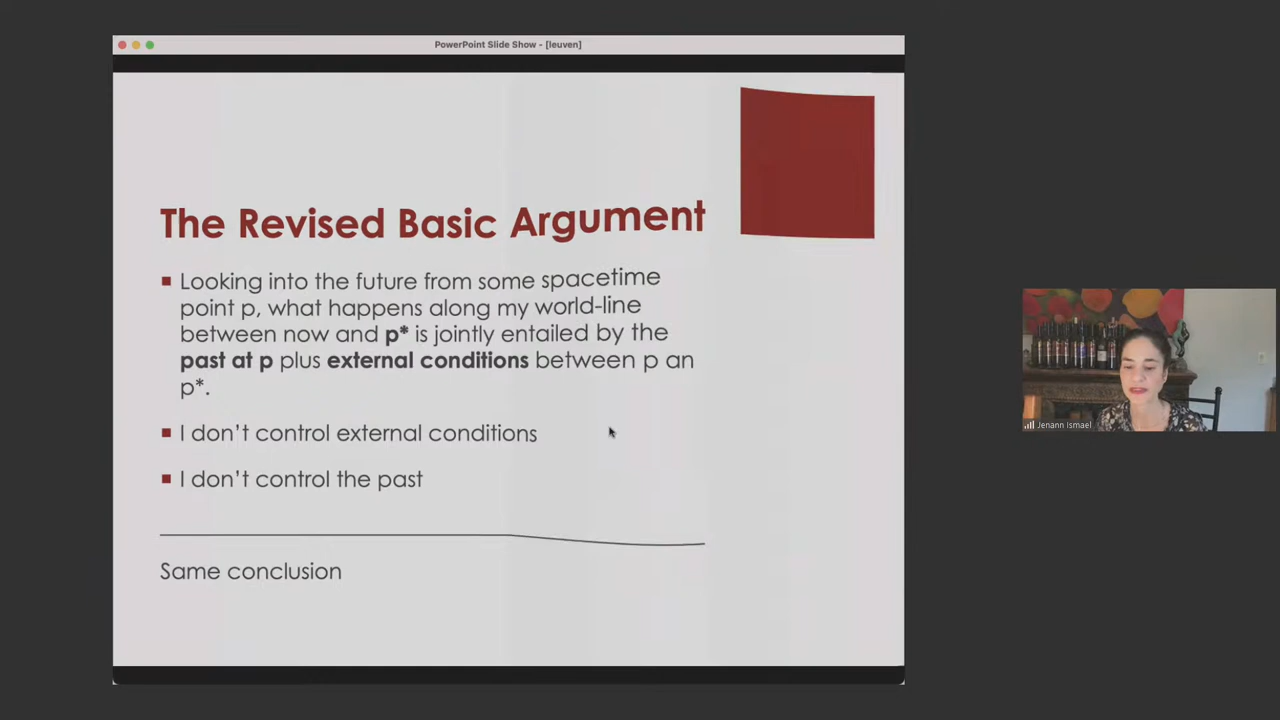 PowerPoint Slide Show - [leuven]
The Revised Basic Argument
Looking into the future from some spacetime
point p, what happens along my world-line
between now and p* is jointly entailed by the
past at p plus external conditions between p an
p*.
I don’t control external conditions
I don’t control the past
Same conclusion
Jenann Ismael